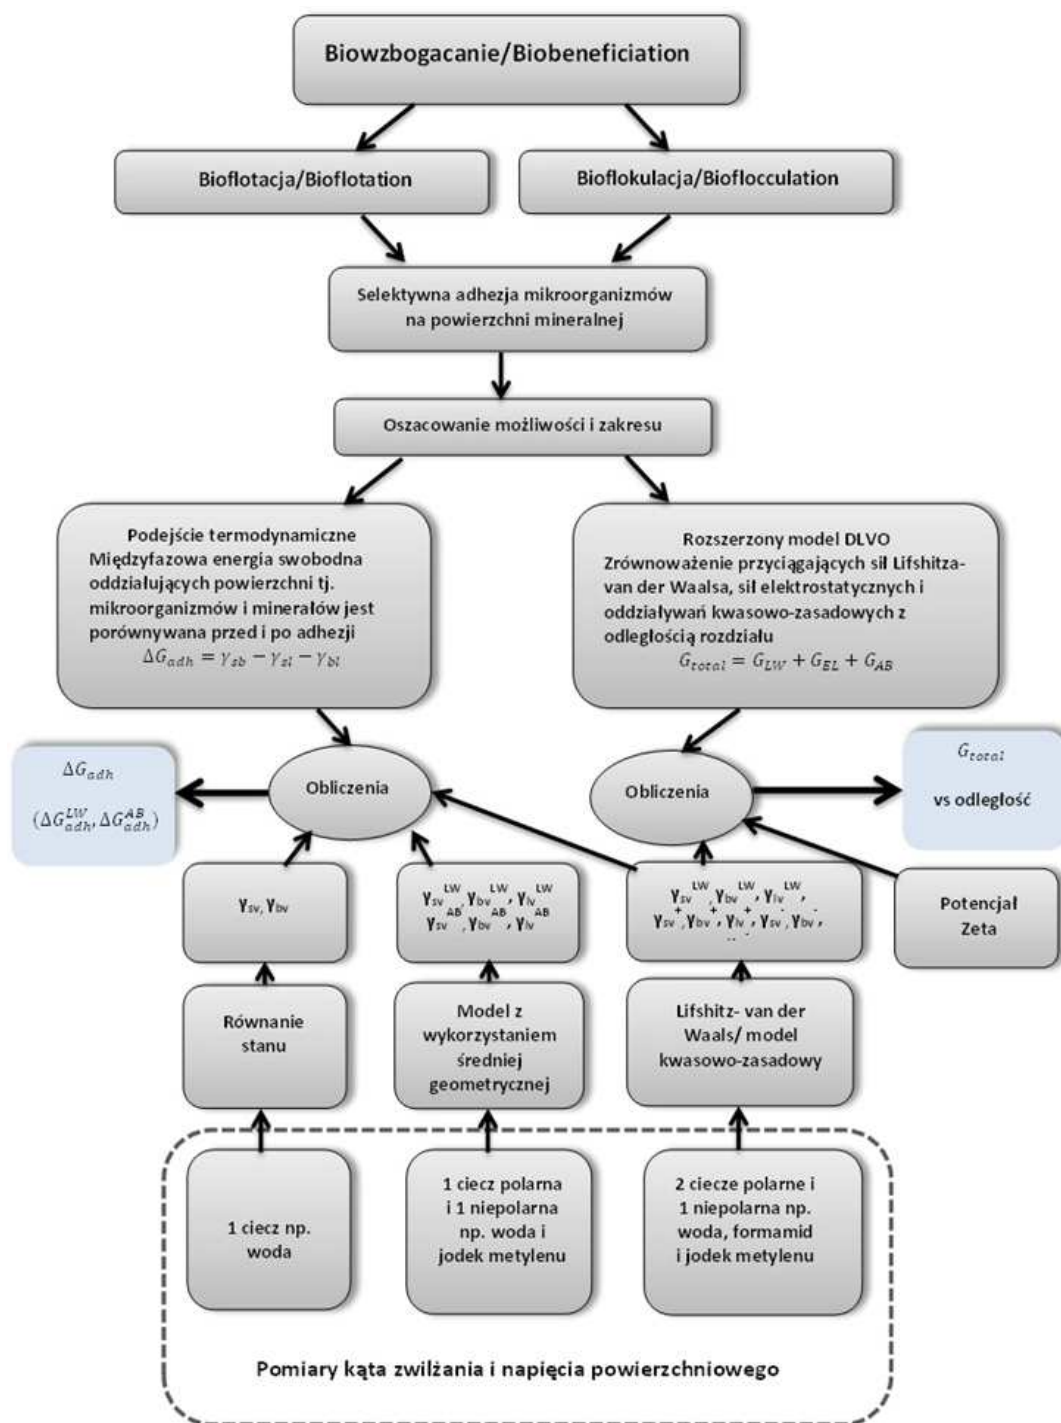 Biowzbogacanie/Biobeneficiation
Bioflotacja/Bioflotation
Bioflokulacja/Bioflocculation
Selektywna adhezja mikroorganizmów
na powierzchni mineralnej
Oszacowanie możliwości i zakresu
Podejście termodynamiczne
Międzyfazowa energia swobodna
oddziałujących powierzchni tj.
mikroorganizmów i minerałów jest
porównywana przed i po adhezji
ΔG_adh = γ_sb − γ_sl − γ_bl
Rozszerzony model DLVO
Zrównoważenie przyciągających sił Lifshitza-
van der Waalsa, sił elektrostatycznych i
oddziaływań kwasowo-zasadowych z
odległością rozdziału
G_total = G_LW + G_EL + G_AB
ΔG_adh
(ΔG_adh^LW, ΔG_adh^AB)
Obliczenia
Obliczenia
G_total
vs odległość
γsv, γbv
γsv^LW, γbv^LW, γlv^LW
γsv^AB, γbv^AB, γlv^AB
γsv^LW, γbv^LW, γlv^LW,
γsv^+, γbv^+, γlv^+, γsv^-, γbv^-,
Potencjał
Zeta
Równanie
stanu
Model z
wykorzystaniem
średniej
geometrycznej
Lifshitz- van der
Waals/ model
kwasowo-zasadowy
1 ciecz np.
woda
1 ciecz polarna
i 1 niepolarna
np. woda i
jodek metylenu
2 ciecze polarne i
1 niepolarna np.
woda, formamid
i jodek metylenu
Pomiary kąta zwilżania i napięcia powierzchniowego